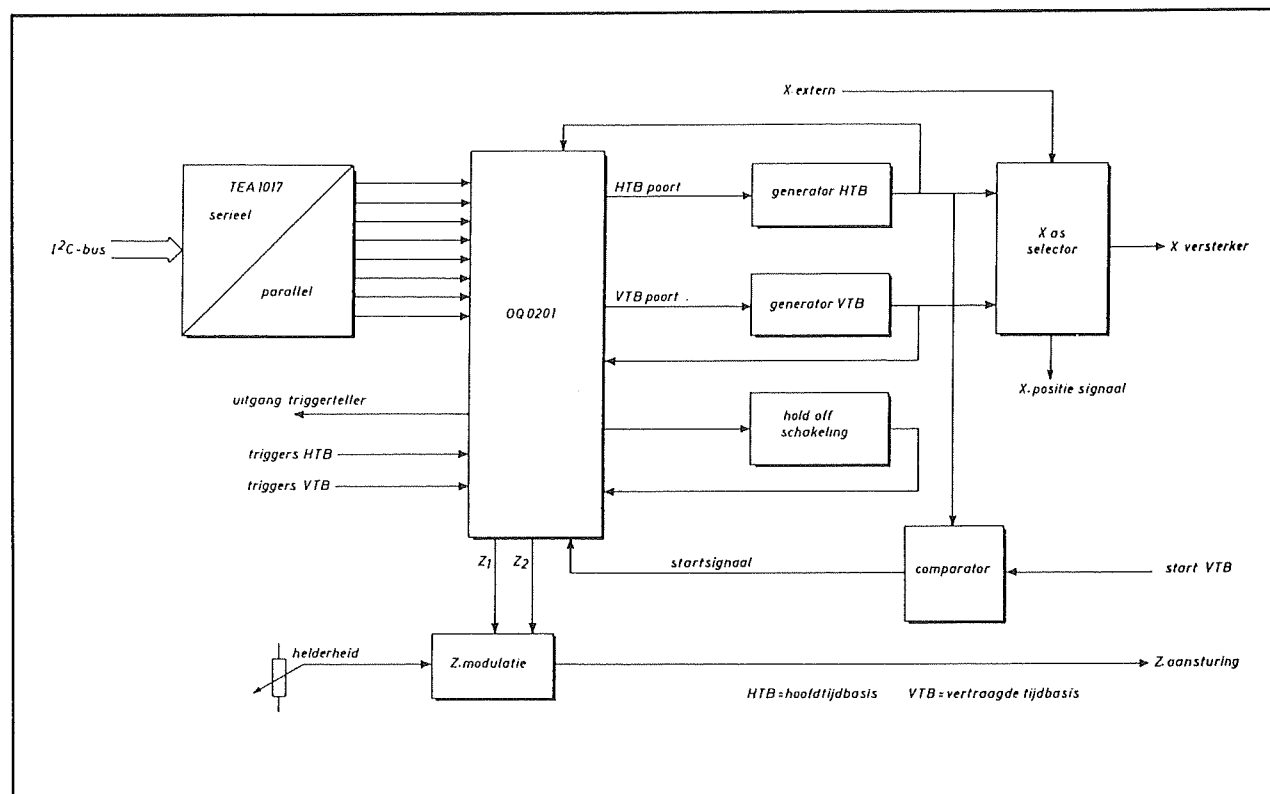 X extern
TEA 1017
serieel
parallel
I²C-bus
OQ0201
HTB poort
generator HTB
X as
selector
X versterker
VTB poort
generator VTB
X-positie signaal
uitgang triggerteller
triggers HTB
triggers VTB
hold off
schakeling
Z1
Z2
startsignaal
comparator
start VTB
helderheid
Z.modulatie
Z.aansturing
HTB=hoofdtijdbasis
VTB=vertraagde tijdbasis